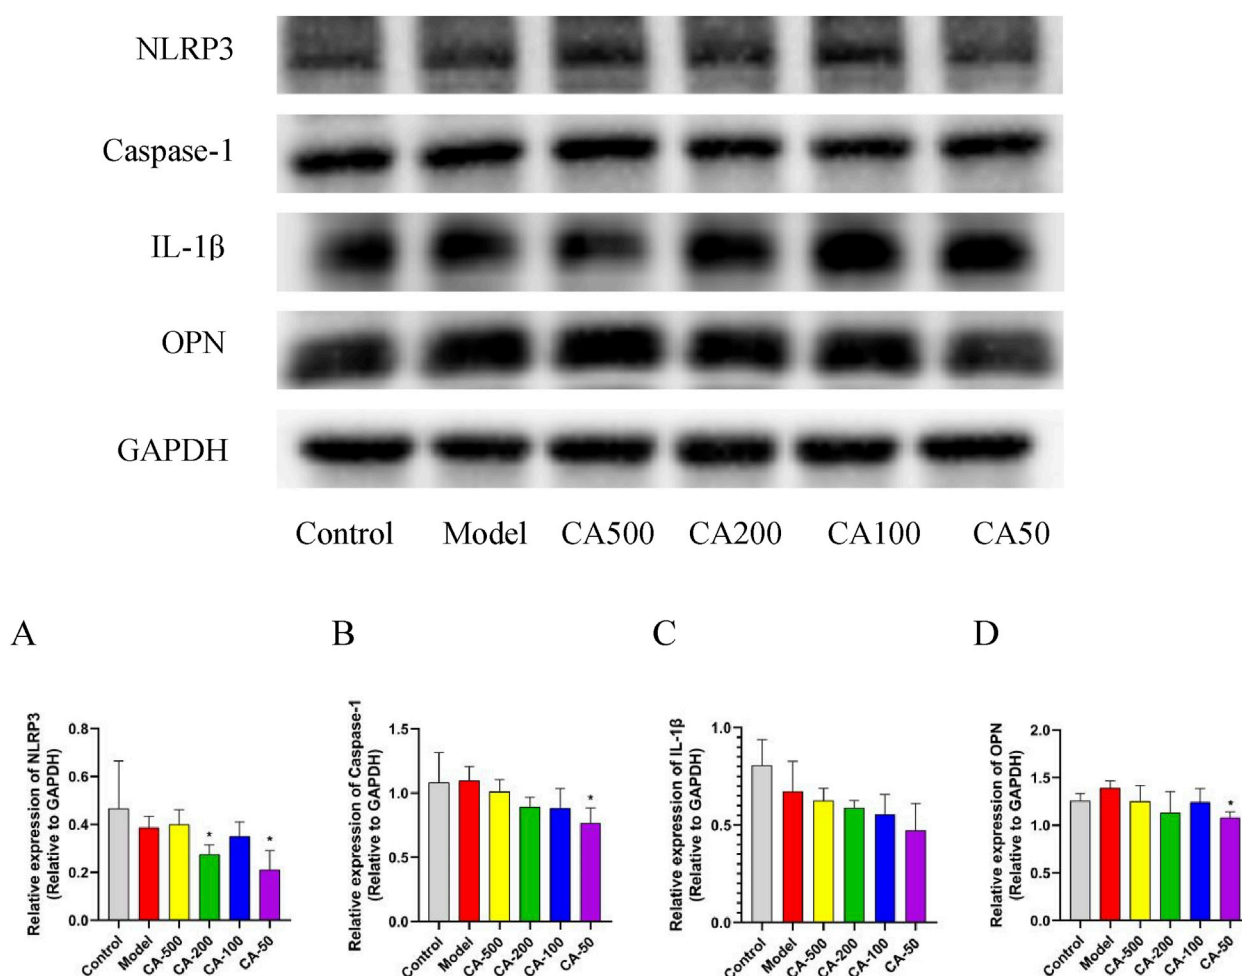 NLRP3
Caspase-1
IL-1β
OPN
GAPDH
Control Model CA500 CA200 CA100 CA50
A
B
C
D
Relative expression of NLRP3
(Relative to GAPDH)
0.8
0.6
0.4
0.2
0.0
*
*
Control Model CA-500 CA-200 CA-100 CA-50
Relative expression of Caspase-1
(Relative to GAPDH)
1.5
1.0
0.5
0.0
*
Control Model CA-500 CA-200 CA-100 CA-50
Relative expression of IL-1β
(Relative to GAPDH)
1.0
0.5
0.0
Control Model CA-500 CA-200 CA-100 CA-50
Relative expression of OPN
(Relative to GAPDH)
2.0
1.5
1.0
0.5
0.0
*
Control Model CA-500 CA-200 CA-100 CA-50